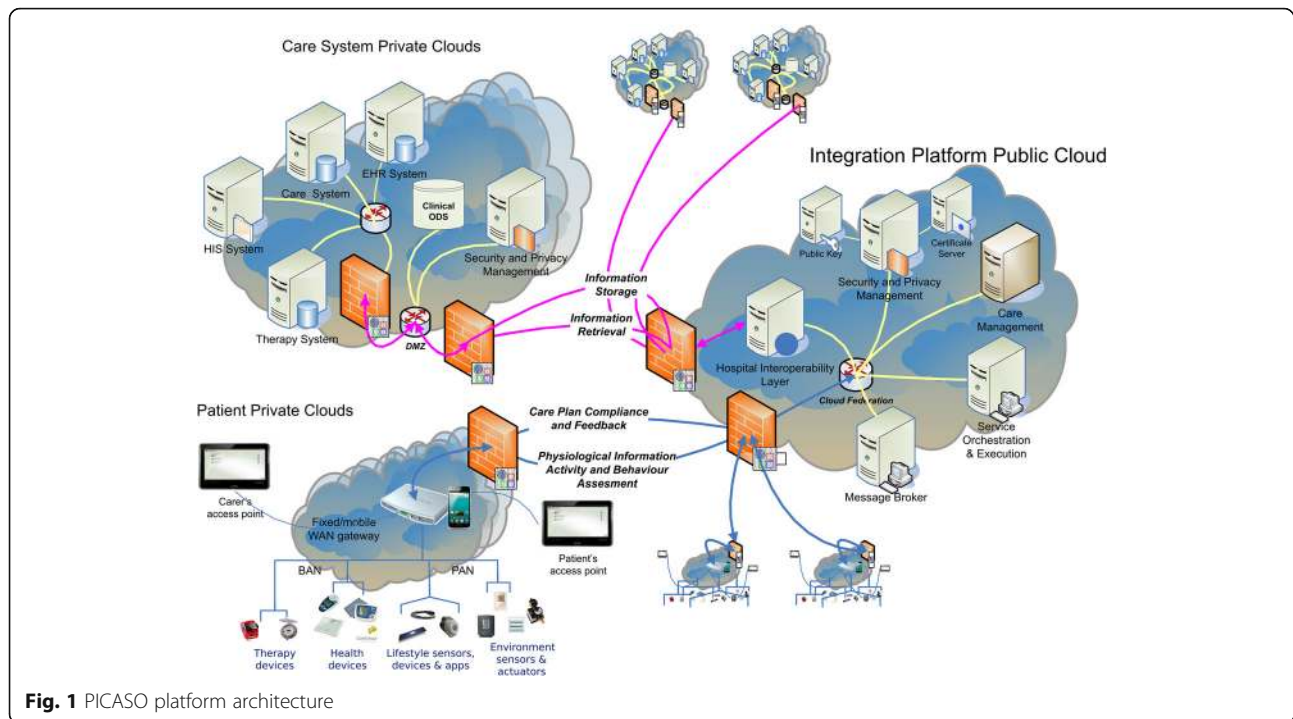 Care System Private Clouds
EHR System
Care System
HIS System
Clinical
ODS
Security and Privacy
Management
Therapy System
DMZ
Information
Storage
Information
Retrieval
Integration Platform Public Cloud
Public Key
Certificate
Server
Security and Privacy
Management
Care
Management
Hospital Interoperability
Layer
Cloud Federation
Service
Orchestration
& Execution
Message Broker
Patient Private Clouds
Care Plan Compliance
and Feedback
Physiological Information
Activity and Behaviour
Assesment
Carer's
access point
Fixed/mobile
WAN gateway
Patient's
access point
BAN
PAN
Therapy
devices
Health
devices
Lifestyle sensors,
devices & apps
Environment
sensors &
actuators
Fig. 1 PICASO platform architecture